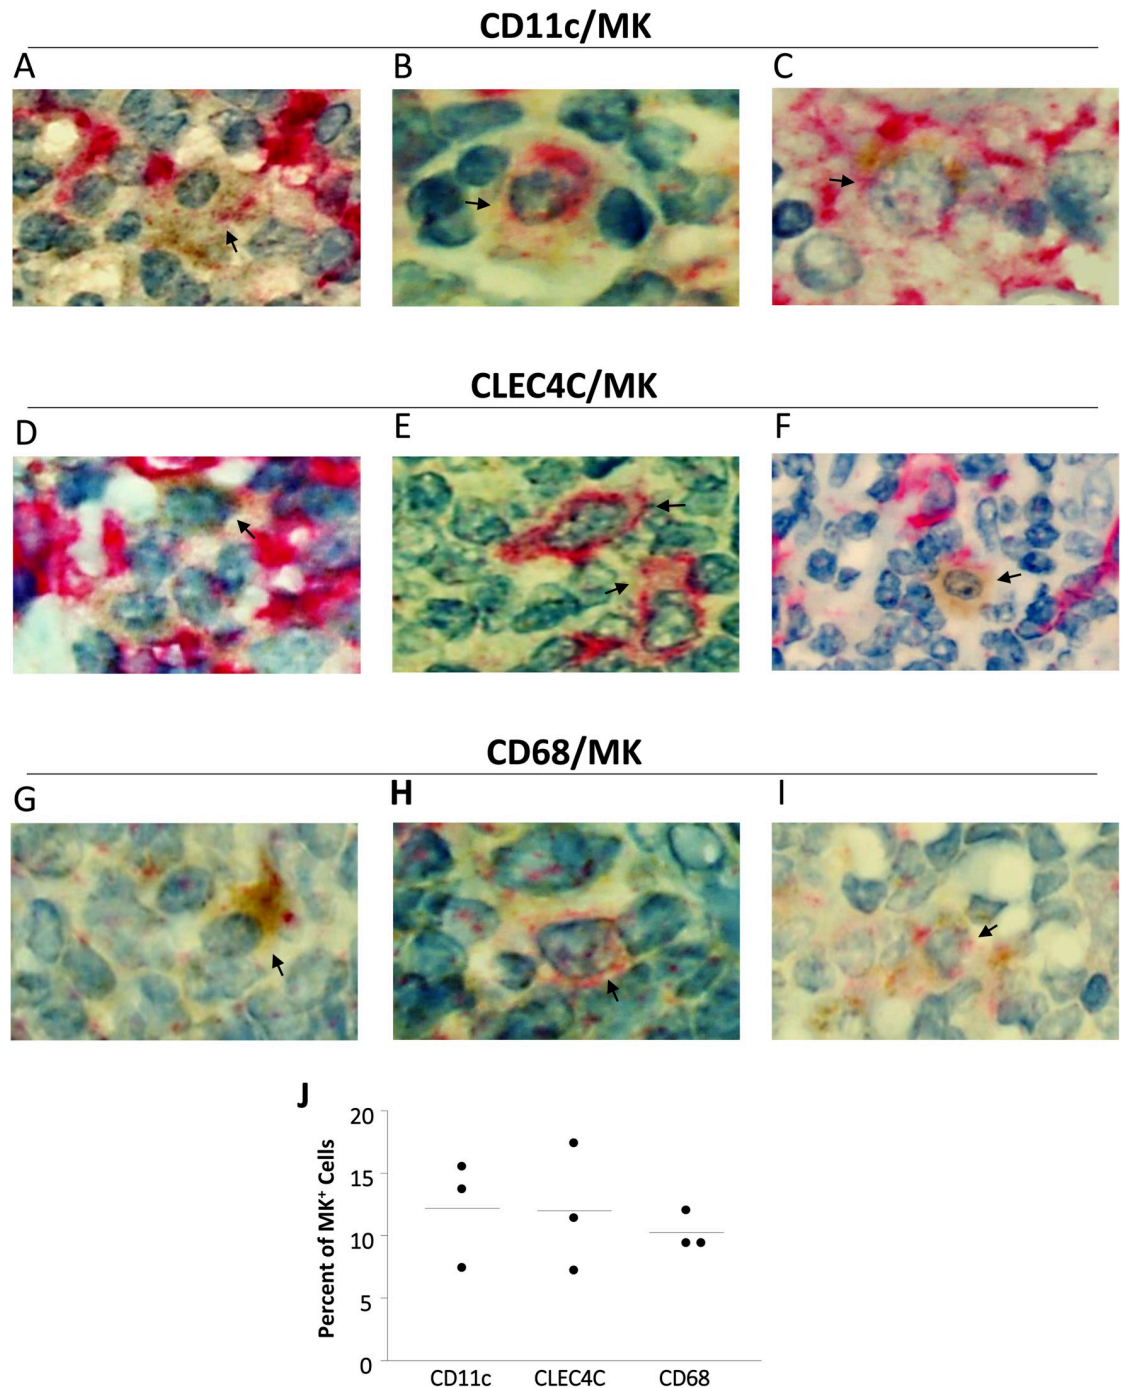 CD11c/MK
A
B
C
CLEC4C/MK
D
E
F
CD68/MK
G
H
I
J
Percent of MK⁺ Cells
20
15
10
5
0
CD11c
CLEC4C
CD68